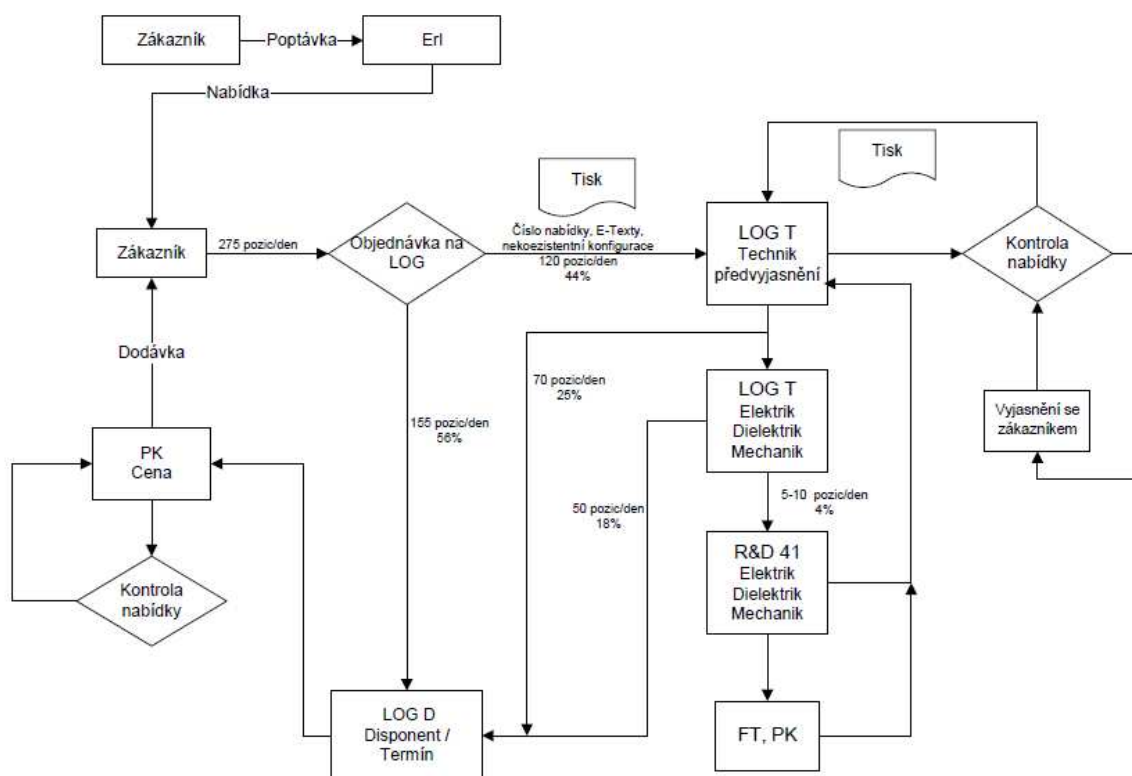 Zákazník
Poptávka
Erl
Nabídka
Tisk
Tisk
Zákazník
275 pozic/den
Objednávka na
LOG
Číslo nabídky, E-Texty,
nekoezistentní konfigurace
120 pozic/den
44%
LOG T
Technik
předvyjasnění
Kontrola
nabídky
Dodávka
70 pozic/den
25%
LOG T
Elektrik
Dielektrik
Mechanik
Vyjasnění se
zákazníkem
155 pozic/den
56%
PK
Cena
50 pozic/den
18%
5-10 pozic/den
4%
R&D 41
Elektrik
Dielektrik
Mechanik
Kontrola
nabídky
LOG D
Disponent /
Termín
FT, PK